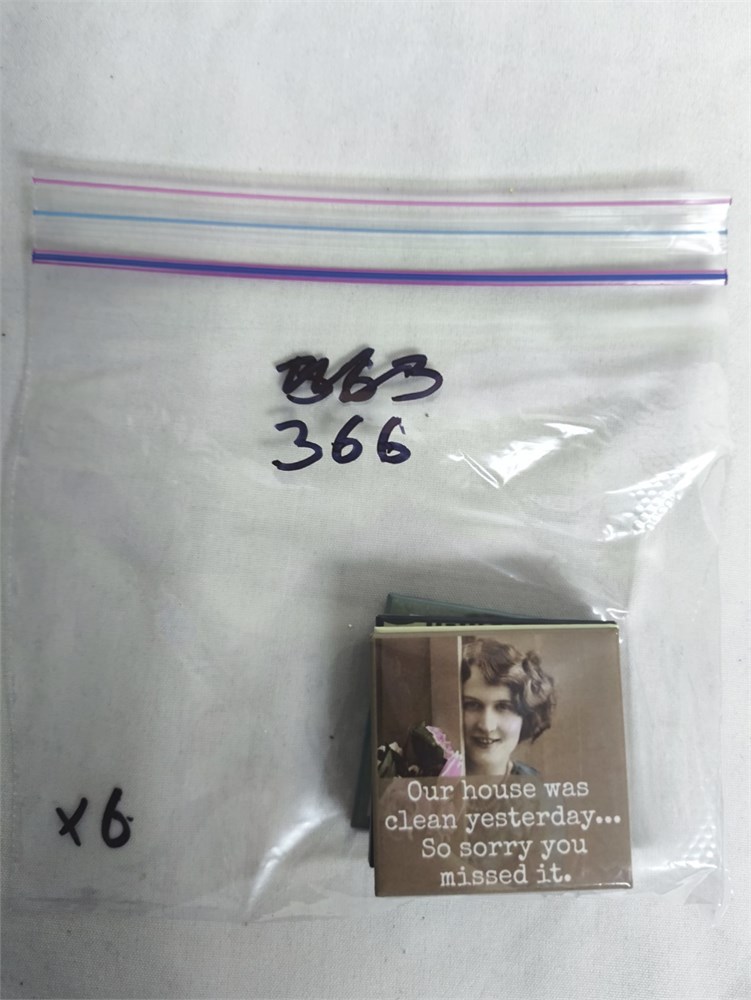 366
x6
Our house was
clean yesterday...
So sorry you
missed it.